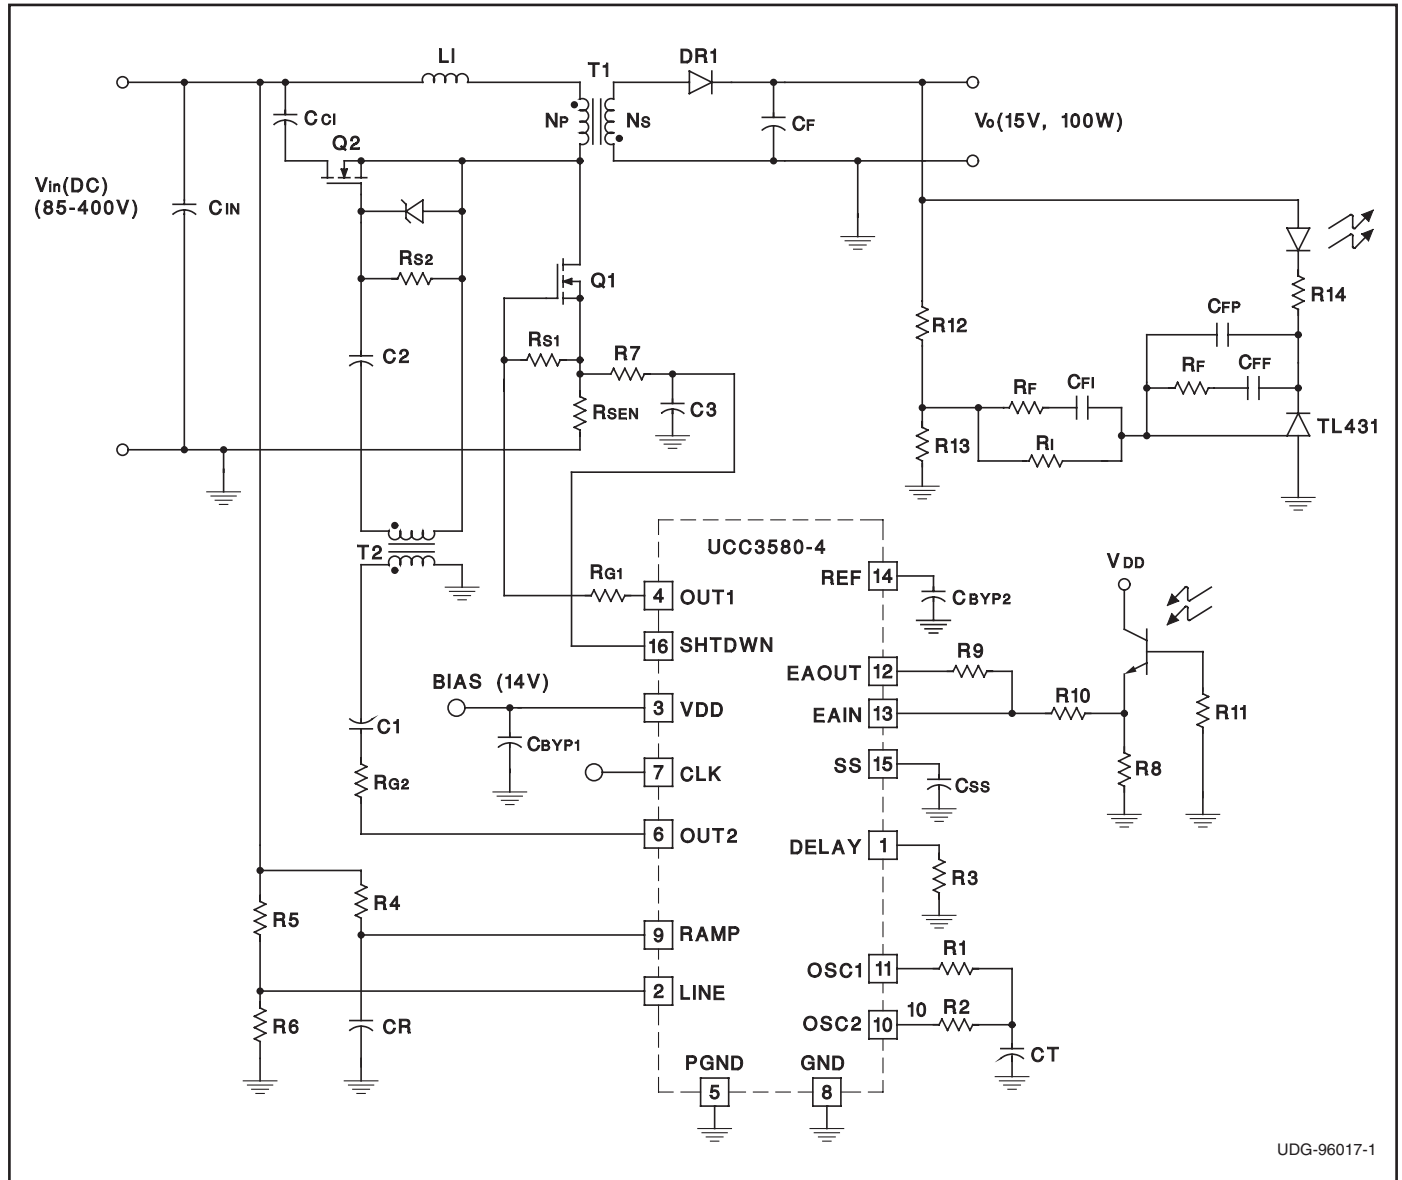 LI
T1
DR1
CCI
NP
NS
CF
Vo(15V, 100W)
Q2
Vin(DC)
(85-400V)
CIN
RS2
Q1
R14
CFP
R12
RS1
R7
C2
RF
CFF
RF
CFI
RSEN
C3
TL431
R13
RI
UCC3580-4
T2
VDD
RG1
4
OUT1
REF
14
CBYP2
16
SHTDWN
EAOUT
12
R9
BIAS (14V)
3
VDD
EAIN
13
R10
R11
C1
CBYP1
7
CLK
SS
15
CSS
R8
RG2
6
OUT2
DELAY
1
R3
R5
R4
9
RAMP
OSC1
11
R1
2
LINE
OSC2
10
10
R2
R6
CR
CT
PGND
GND
5
8
UDG-96017-1